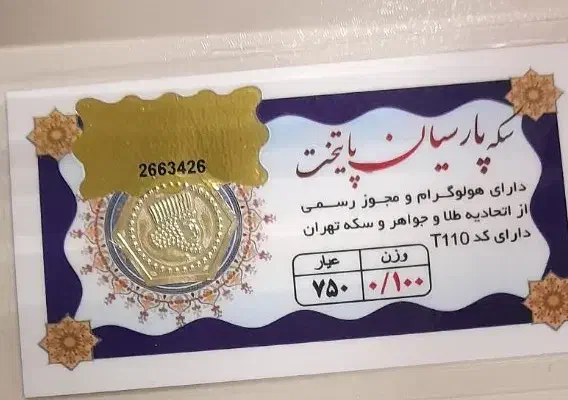 2663426
سکه پارسیان پایتخت
دارای هولوگرام و مجوز رسمی
از اتحادیه طلا و جواهر و سکه تهران
دارای کد T110
وزن عیار
۰/۱۰۰ ۷۵۰